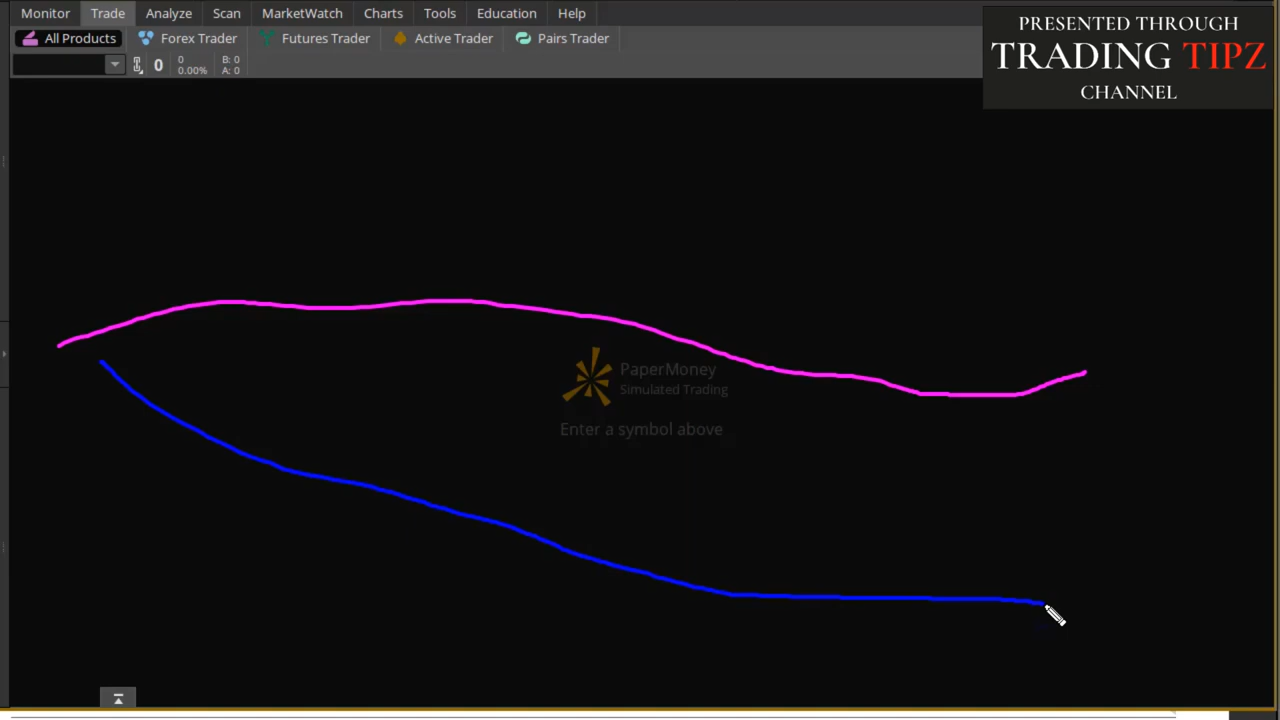 Monitor Trade Analyze Scan MarketWatch Charts Tools Education Help
All Products Forex Trader Futures Trader Active Trader Pairs Trader
0 0 B: 0
0.00% A: 0
PRESENTED THROUGH
TRADING TIPZ
CHANNEL
PaperMoney
Simulated Trading
Enter a symbol above